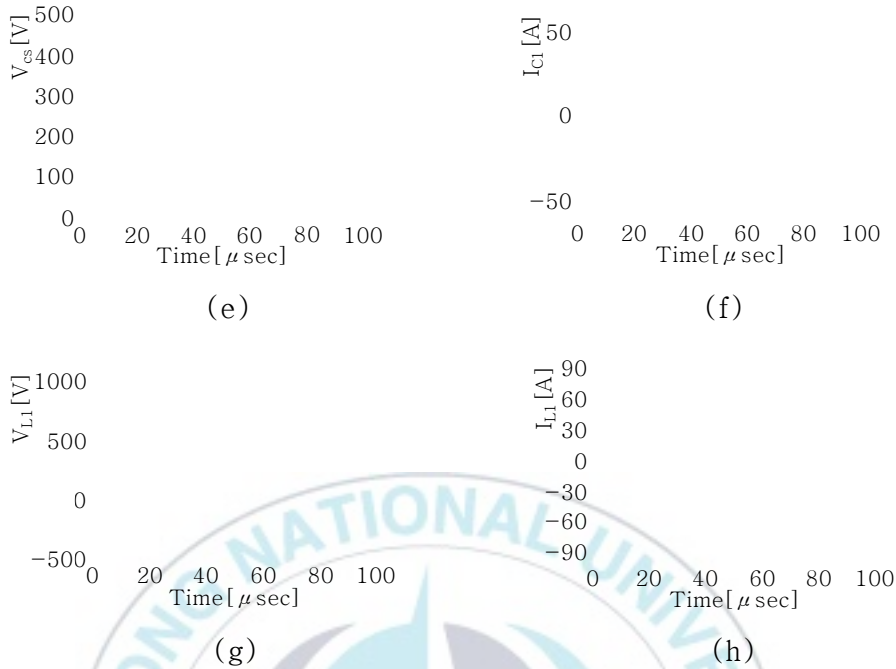 V_cs [V]
500
400
300
200
100
0
0 20 40 60 80 100
Time[μsec]
(e)
I_C1 [A]
50
0
−50
0 20 40 60 80 100
Time[μsec]
(f)
V_L1 [V]
1000
500
0
−500
0 20 40 60 80 100
Time[μsec]
(g)
I_L1 [A]
90
60
30
0
−30
−60
−90
0 20 40 60 80 100
Time[μsec]
(h)
ONG NATIONAL UNIV